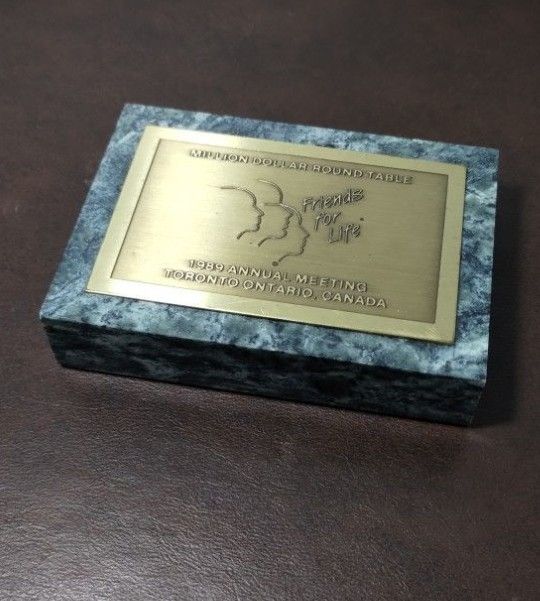 MILLION DOLLAR ROUND TABLE
Friends
for
Life
1989 ANNUAL MEETING
TORONTO ONTARIO, CANADA